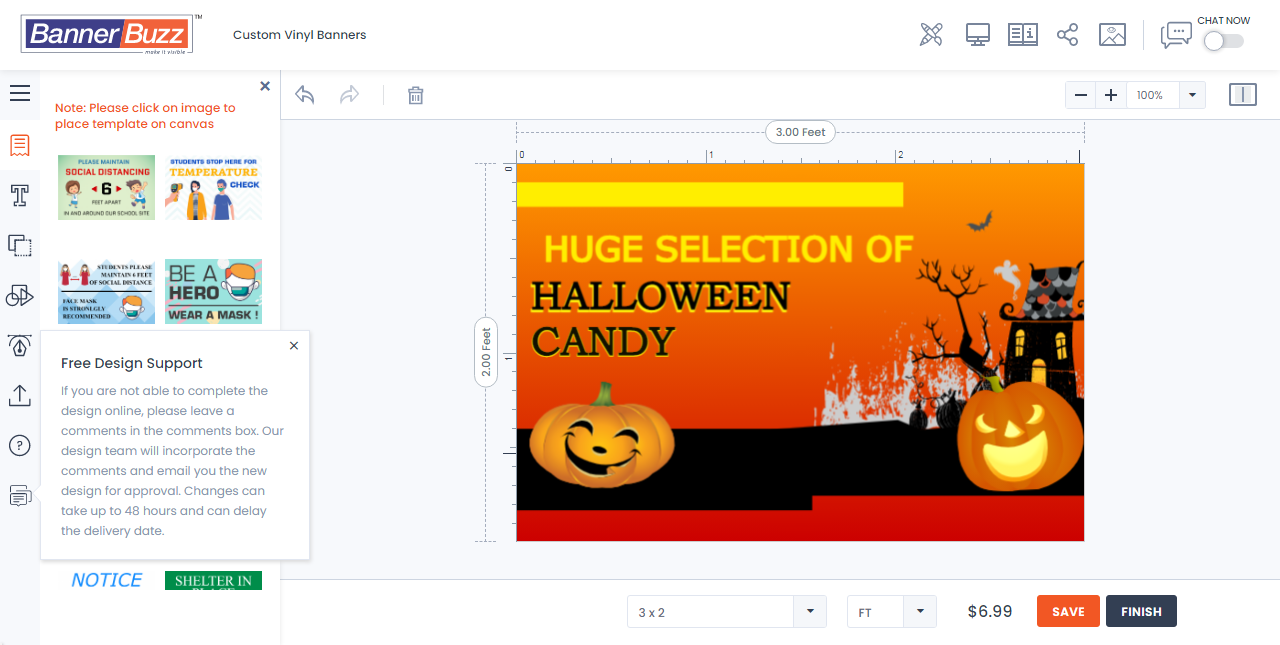 BannerBuzz
TM
make it visible
Custom Vinyl Banners
CHAT NOW
Note: Please click on image to
place template on canvas
100%
PLEASE MAINTAIN
SOCIAL DISTANCING
6
FEET APART
IN AND AROUND OUR SCHOOL SITE
STUDENTS STOP HERE FOR
TEMPERATURE
CHECK
STUDENTS PLEASE
MAINTAIN 6 FEET
OF SOCIAL DISTANCE
FACE MASK
IS STRONLGLY
RECOMMENDED
BE A
HERO
WEAR A MASK !
Free Design Support
If you are not able to complete the
design online, please leave a
comments in the comments box. Our
design team will incorporate the
comments and email you the new
design for approval. Changes can
take up to 48 hours and can delay
the delivery date.
NOTICE
SHELTER IN
PLACE
3.00 Feet
0
1
2
0
1
2.00 Feet
HUGE SELECTION OF
HALLOWEEN
CANDY
3 x 2
FT
$6.99
SAVE
FINISH